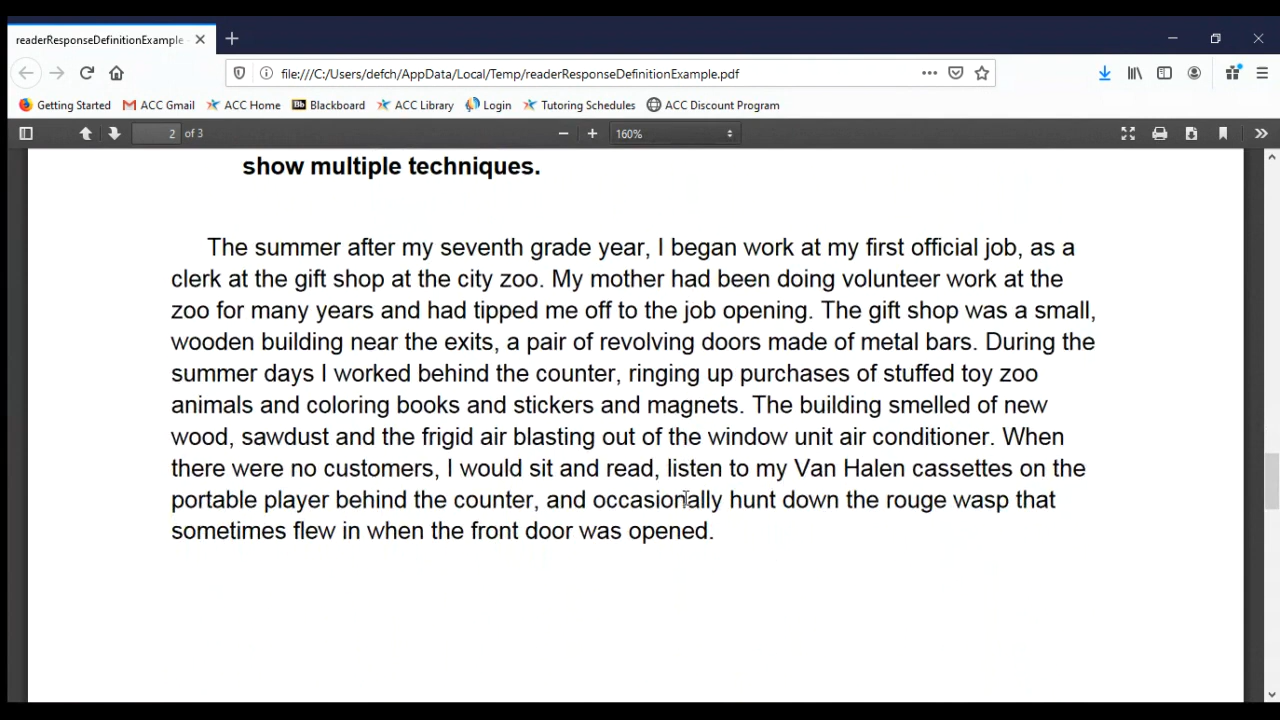 readerResponseDefinitionExample
file:///C:/Users/defch/AppData/Local/Temp/readerResponseDefinitionExample.pdf
Getting Started ACC Gmail ACC Home Bb Blackboard ACC Library Login Tutoring Schedules ACC Discount Program
2 of 3 160%
show multiple techniques.
The summer after my seventh grade year, I began work at my first official job, as a
clerk at the gift shop at the city zoo. My mother had been doing volunteer work at the
zoo for many years and had tipped me off to the job opening. The gift shop was a small,
wooden building near the exits, a pair of revolving doors made of metal bars. During the
summer days I worked behind the counter, ringing up purchases of stuffed toy zoo
animals and coloring books and stickers and magnets. The building smelled of new
wood, sawdust and the frigid air blasting out of the window unit air conditioner. When
there were no customers, I would sit and read, listen to my Van Halen cassettes on the
portable player behind the counter, and occasionally hunt down the rouge wasp that
sometimes flew in when the front door was opened.